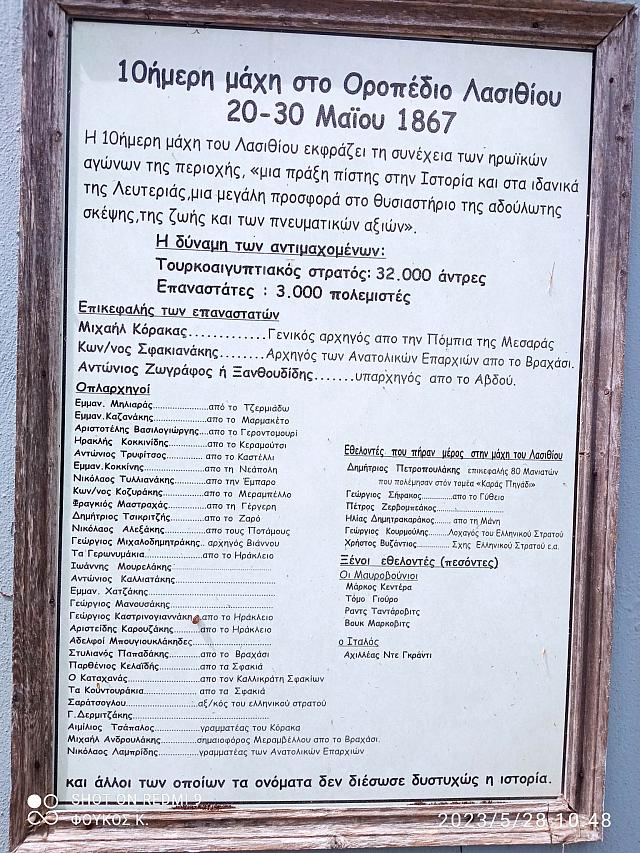 10ήμερη μάχη στο Οροπέδιο Λασιθίου
20-30 Μαϊου 1867
Η 10ήμερη μάχη του Λασιθίου εκφράζει τη συνέχεια των ηρωϊκών
αγώνων της περιοχής, «μια πράξη πίστης στην Ιστορία και στα ιδανικά
της Λευτεριάς,μια μεγάλη προσφορά στο θυσιαστήριο της αδούλωτης
σκέψης,της ζωής και των πνευματικών αξιών».
Η δύναμη των αντιμαχομένων:
Τουρκοαιγυπτιακός στρατός: 32.000 άντρες
Επαναστάτες : 3.000 πολεμιστές
Επικεφαλής των επαναστατών
Μιχαήλ Κόρακας.............Γενικός αρχηγός απο την Πόμπια της Μεσαράς
Κων/νος Σφακιανάκης........Αρχηγός των Ανατολικών Επαρχιών απο το Βραχάσι.
Αντώνιος Ζωγράφος ή Ξανθουδίδης.......υπαρχηγός απο το Αβδού.
Οπλαρχηγοί
Εμμαν. Μηλιαράς...............από το Τζερμιάδω
Εμμαν.Καζανάκης...............απο το Μαρμακέτο
Αριστοτέλης Βασιλογιώργης....απο το Γεροντομουρί
Ηρακλής Κοκκινίδης............απο το Κεραμούτσι
Αντώνιος Τρυφίτσος............απο το Καστέλλι
Εμμαν.Κοκκίνης................απο τη Νεάπολη
Νικόλαος Τυλλιανάκης..........απο την Έμπαρο
Κων/νος Κοζυράκης.............απο το Μεραμπέλλο
Φραγκιός Μαστραχάς............απο τη Γέργερη
Δημήτριος Τσικριτζής..........απο το Ζαρό
Νικόλαος Αλεξάκης.............απο τους Ποτάμους
Γεώργιος Μιχαλοδημητράκης.. αρχηγός Βιάννου
Τα Γερωνυμάκια................απο το Ηράκλειο
Ιωάννης Μουρελάκης............................
Αντώνιος Καλλιατάκης..........................
Εμμαν. Χατζάκης...............................
Γεώργιος Μανουσάκης...........................
Γεώργιος Καστρινογιαννάκης..απο το Ηράκλειο
Αριστείδης Καρουζάκης.......απο το Ηράκλειο
Αδελφοί Μπουγιουκλάκηδες......................
Στυλιανός Παπαδάκης.........απο το Βραχάσι
Παρθένιος Κελαϊδής..........απο τα Σφακιά
Ο Καταχανάς.................απο τον Καλλικράτη Σφακίων
Τα Κουντουράκια............. απο τα Σφακιά
Σαράτσογλου.................αξ/κός του ελληνικού στρατού
Γ.Δερμιτζάκης.................................
Αιμίλιος Τσάπαλος...........γραμματέας του Κόρακα
Μιχαήλ Ανδρουλάκης..........σημαιοφόρος Μεραμβέλλου απο το Βραχάσι.
Νικόλαος Λαμπρίδης..........γραμματέας των Ανατολικών Επαρχιών
Εθελοντές που πήραν μέρος στην μάχη του Λασιθίου
Δημήτριος Πετροπουλάκης επικεφαλής 80 Μανιατών
που πολέμησαν στόν τομέα «Καράς Πηγάδι»
Γεώργιος Σήφακας.........απο το Γύθειο
Πέτρος Ζερβομπεάκος......................
Ηλίας Δημητρακαράκος..... απο τη Μάνη
Γεώργιος Κουρμούλης......Λοχαγός του Ελληνικού Στρατού
Χρήστος Βυζάντιος........ Σχης Ελληνικού Στρατού ε.α.
Ξένοι εθελοντές (πεσόντες)
Οι Μαυροβούνιοι
Μάρκος Κεντέρα
Τόμο Γιούρο
Ραντς Ταντάροβιτς
Βουκ Μαρκοβιτς
ο Ιταλός
Αχιλλέας Ντε Γκράντι
και άλλοι των οποίων τα ονόματα δεν διέσωσε δυστυχώς η ιστορία.
SHOT ON REDMI 9
ΦΟΥΚΟΣ Κ.
2023/5/28 10:48